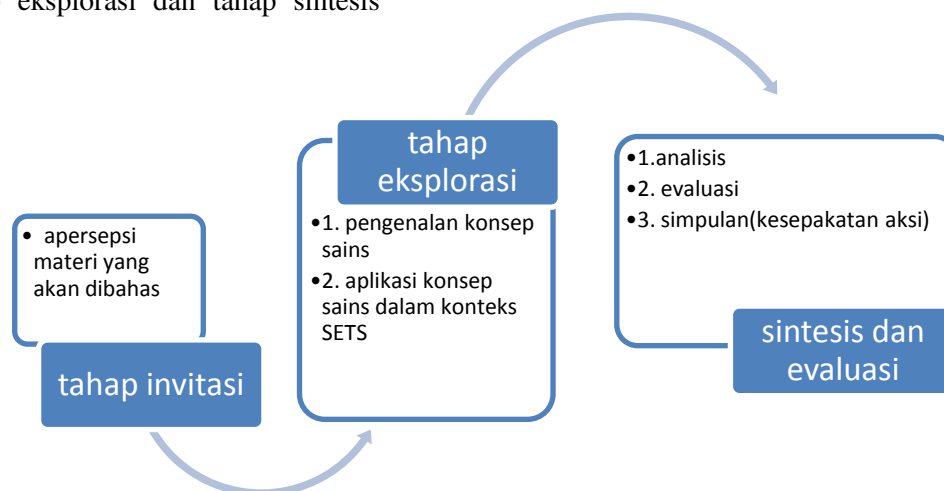 eksplorasi dan tahap sintesis
• apersepsi
materi yang
akan dibahas
tahap invitasi
tahap
eksplorasi
•1. pengenalan konsep
sains
•2. aplikasi konsep
sains dalam konteks
SETS
•1.analisis
•2. evaluasi
•3. simpulan(kesepakatan aksi)
sintesis dan
evaluasi